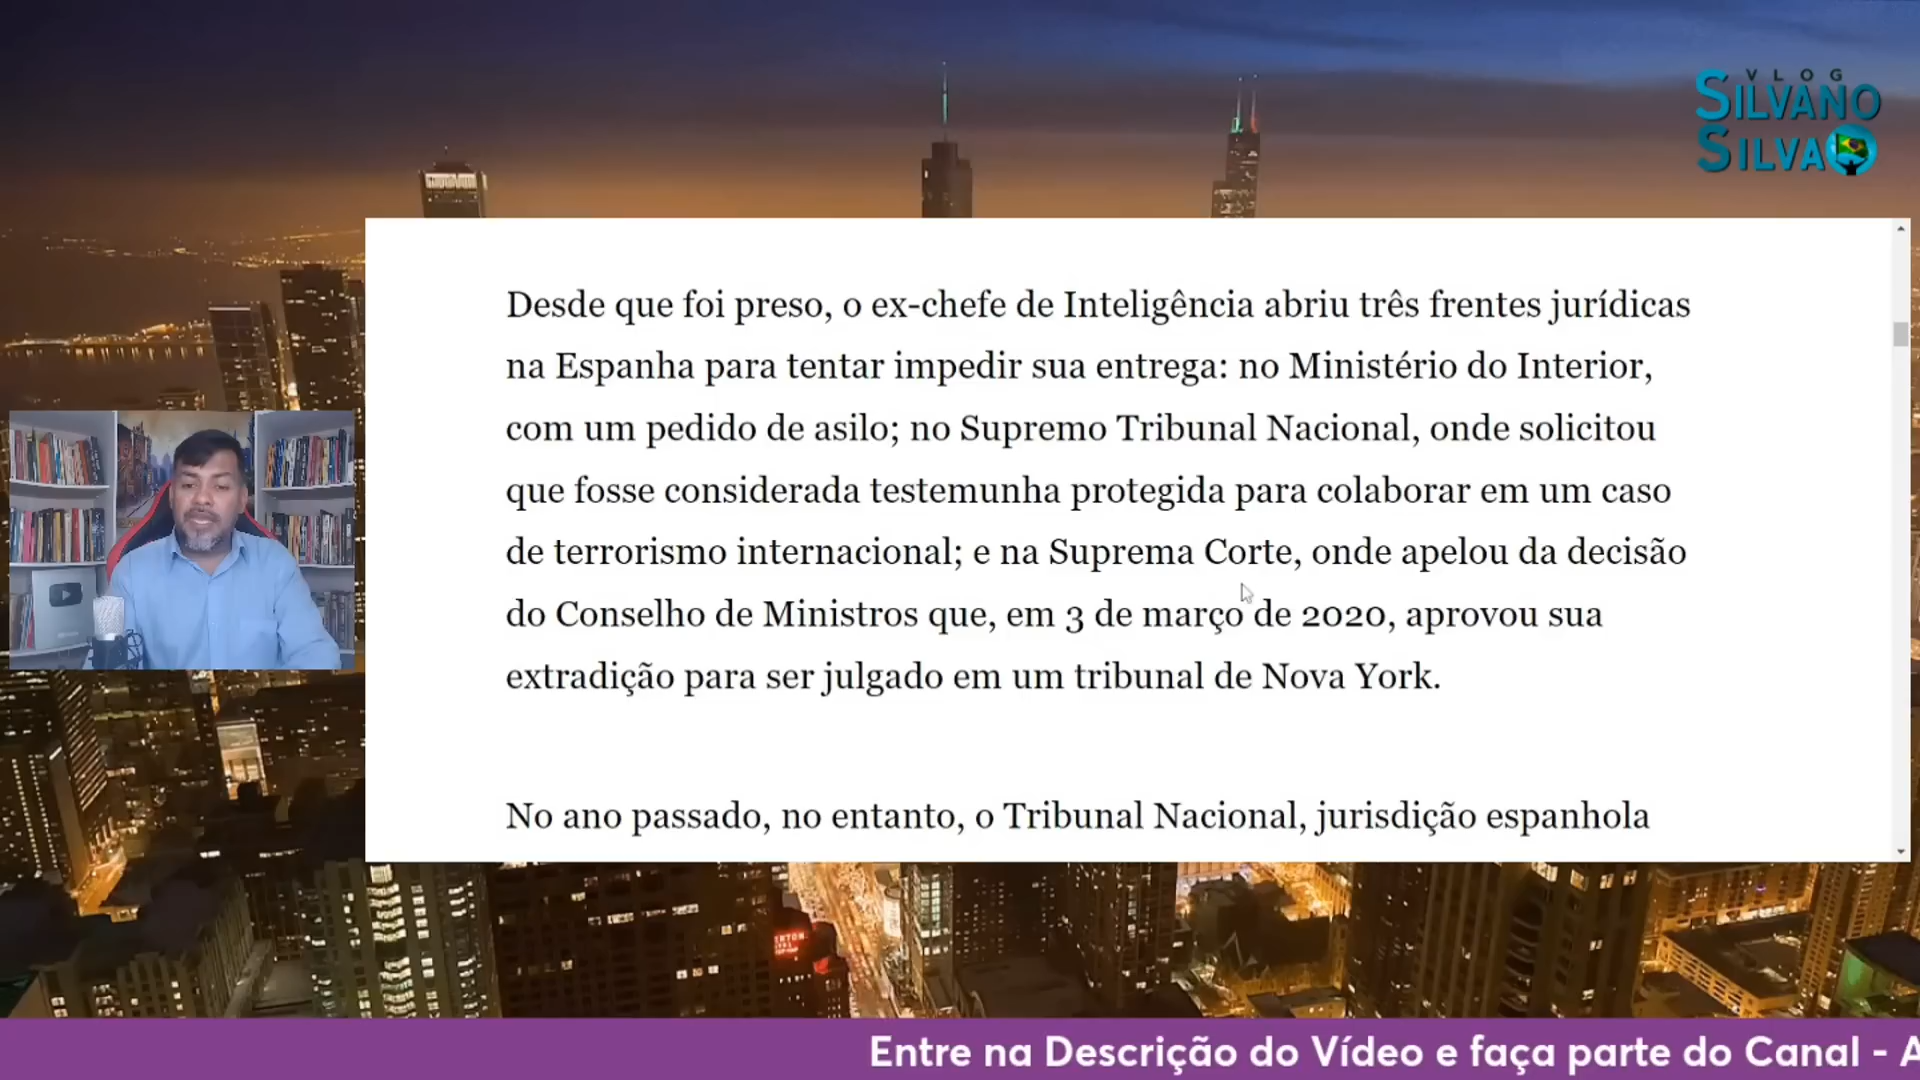 VLOG
SILVANO
SILVA
Desde que foi preso, o ex-chefe de Inteligência abriu três frentes jurídicas
na Espanha para tentar impedir sua entrega: no Ministério do Interior,
com um pedido de asilo; no Supremo Tribunal Nacional, onde solicitou
que fosse considerada testemunha protegida para colaborar em um caso
de terrorismo internacional; e na Suprema Corte, onde apelou da decisão
do Conselho de Ministros que, em 3 de março de 2020, aprovou sua
extradição para ser julgado em um tribunal de Nova York.
No ano passado, no entanto, o Tribunal Nacional, jurisdição espanhola
Entre na Descrição do Vídeo e faça parte do Canal - A